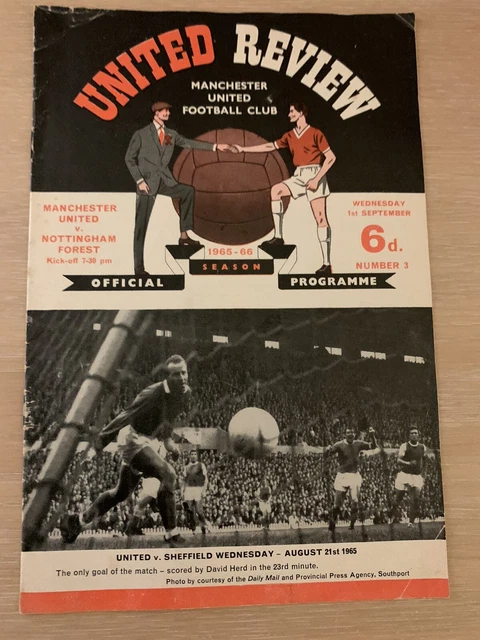 UNITED REVIEW
MANCHESTER
UNITED
FOOTBALL CLUB
MANCHESTER
UNITED
v.
NOTTINGHAM
FOREST
Kick-off 7-30 pm
WEDNESDAY
1st SEPTEMBER
6d.
NUMBER 3
1965-66
SEASON
OFFICIAL
PROGRAMME
UNITED v. SHEFFIELD WEDNESDAY – AUGUST 21st 1965
The only goal of the match – scored by David Herd in the 23rd minute.
Photo by courtesy of the Daily Mail and Provincial Press Agency, Southport